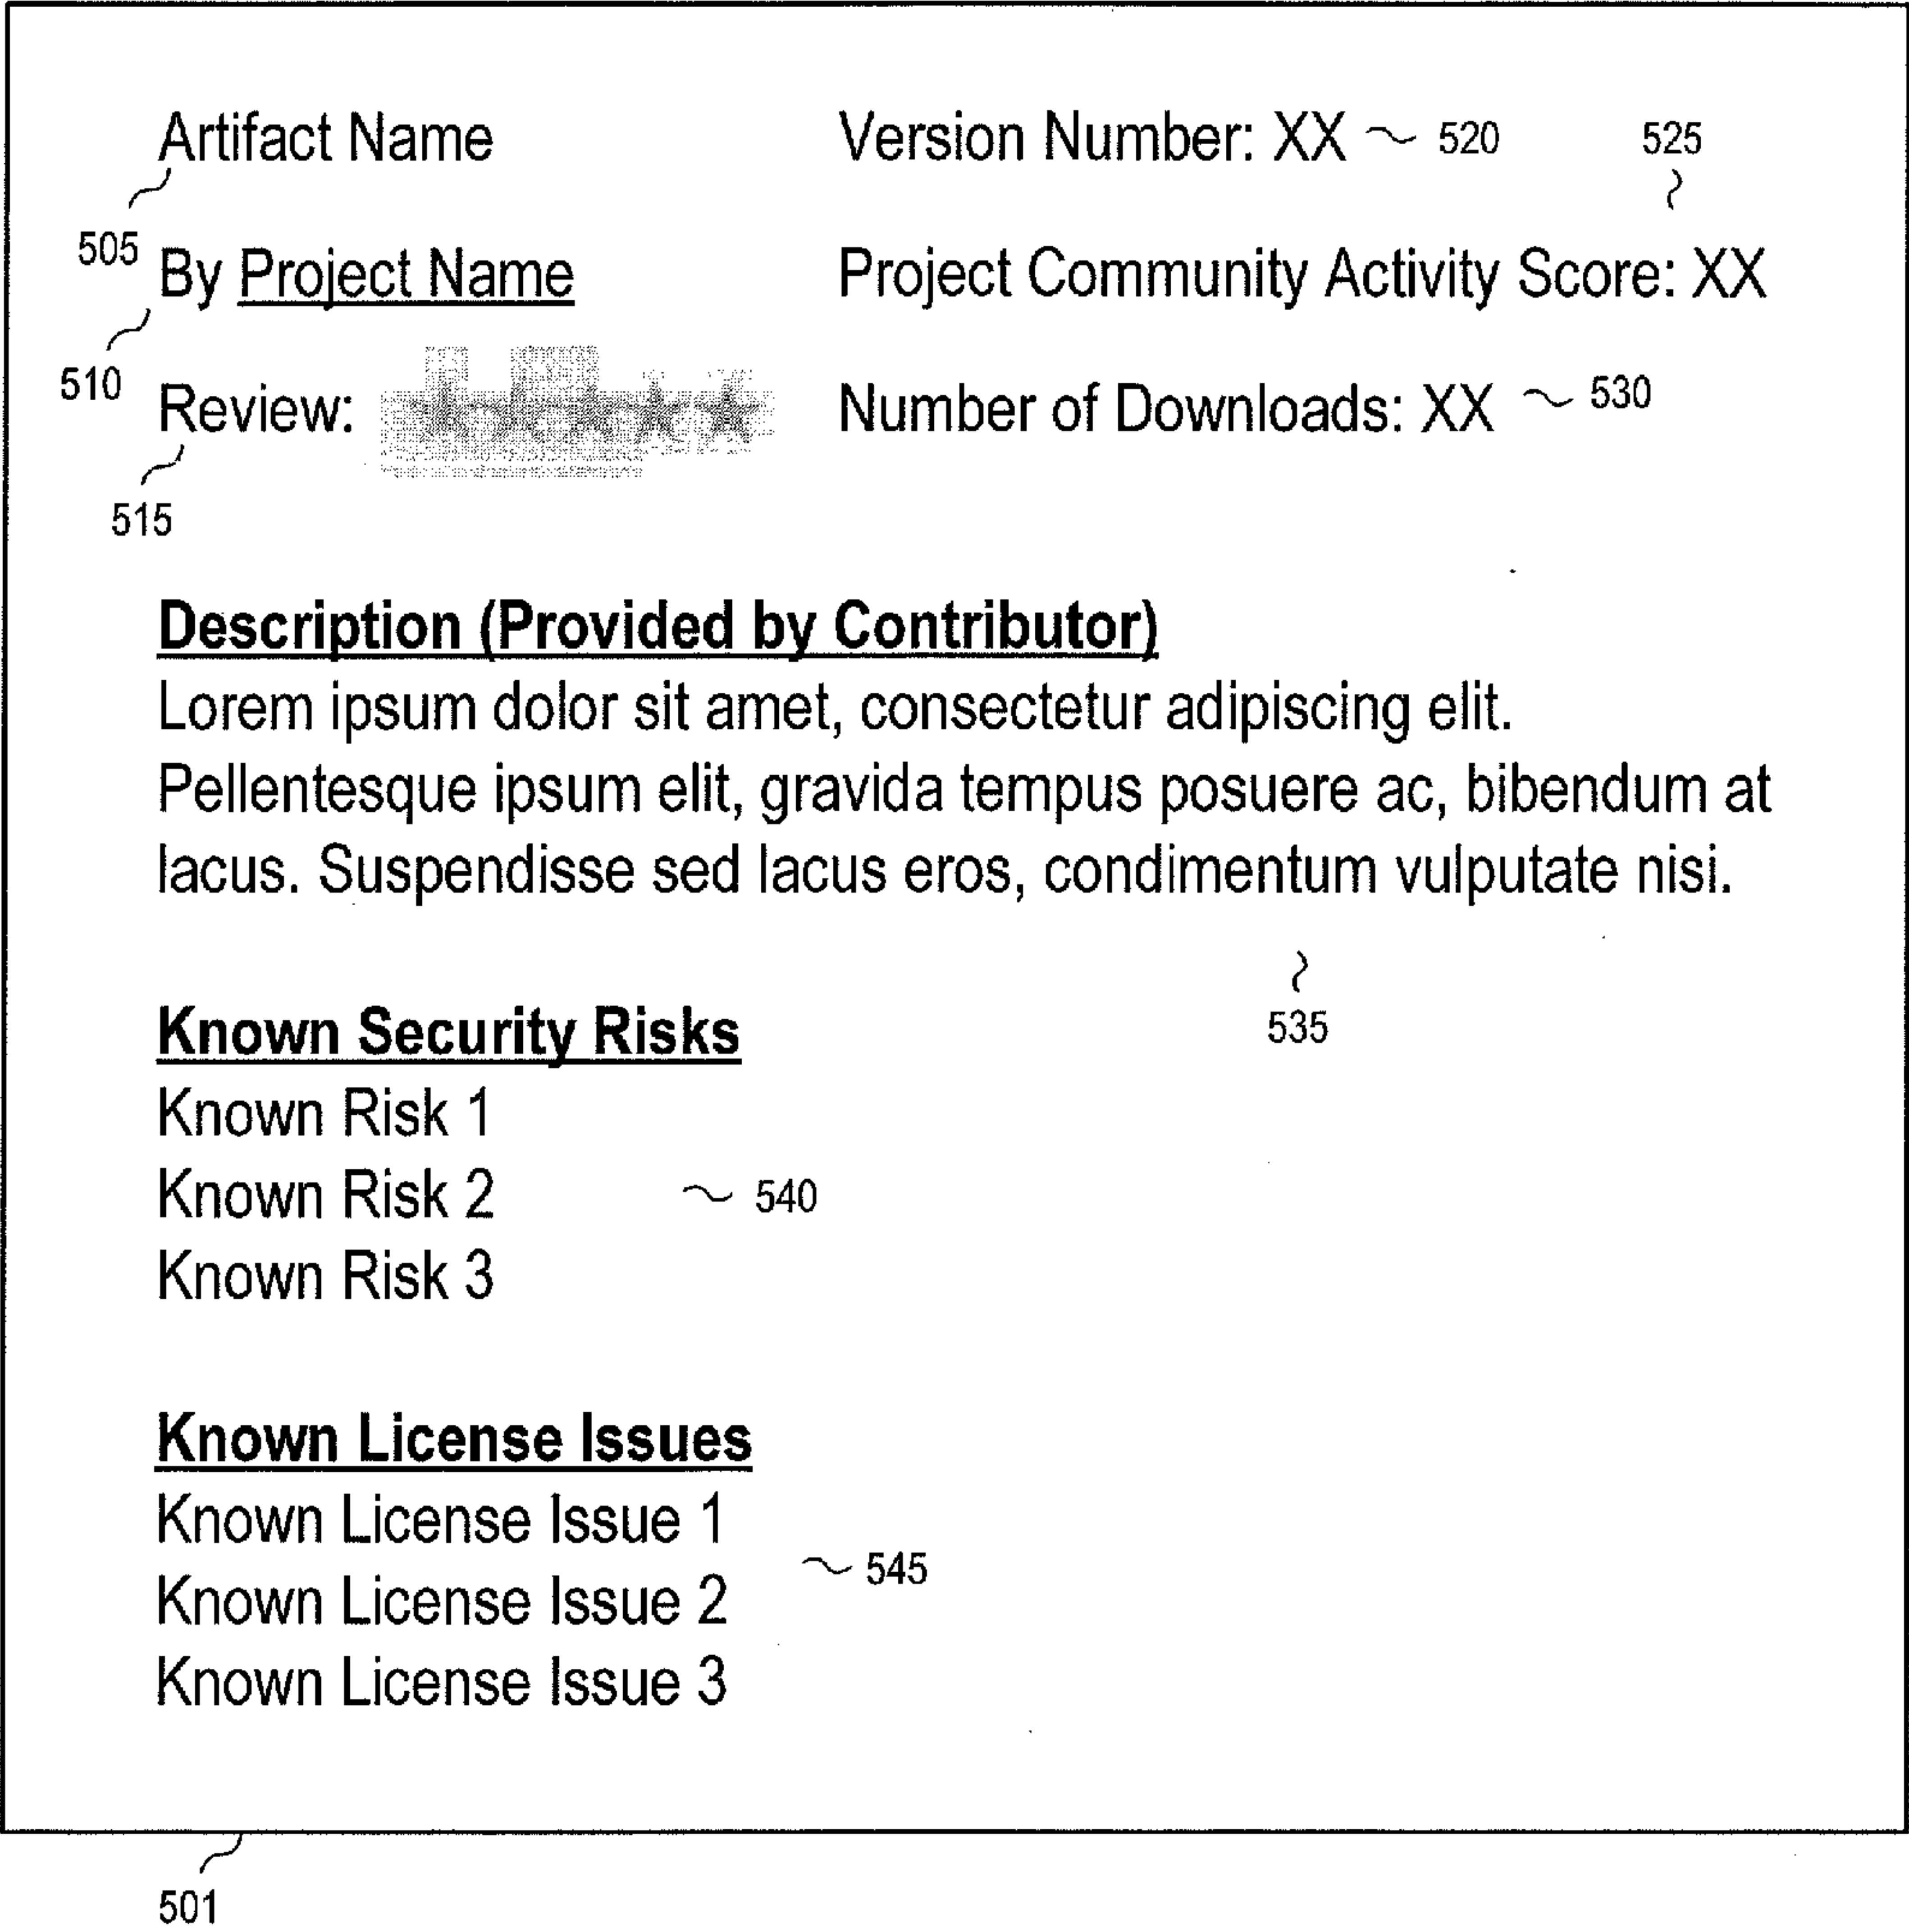 Artifact Name
Version Number: XX 520
525
505
By Project Name
Project Community Activity Score: XX
510
Review:
Number of Downloads: XX 530
515
Description (Provided by Contributor)
Lorem ipsum dolor sit amet, consectetur adipiscing elit.
Pellentesque ipsum elit, gravida tempus posuere ac, bibendum at
lacus. Suspendisse sed lacus eros, condimentum vulputate nisi.
535
Known Security Risks
Known Risk 1
Known Risk 2
540
Known Risk 3
Known License Issues
Known License Issue 1
545
Known License Issue 2
Known License Issue 3
501